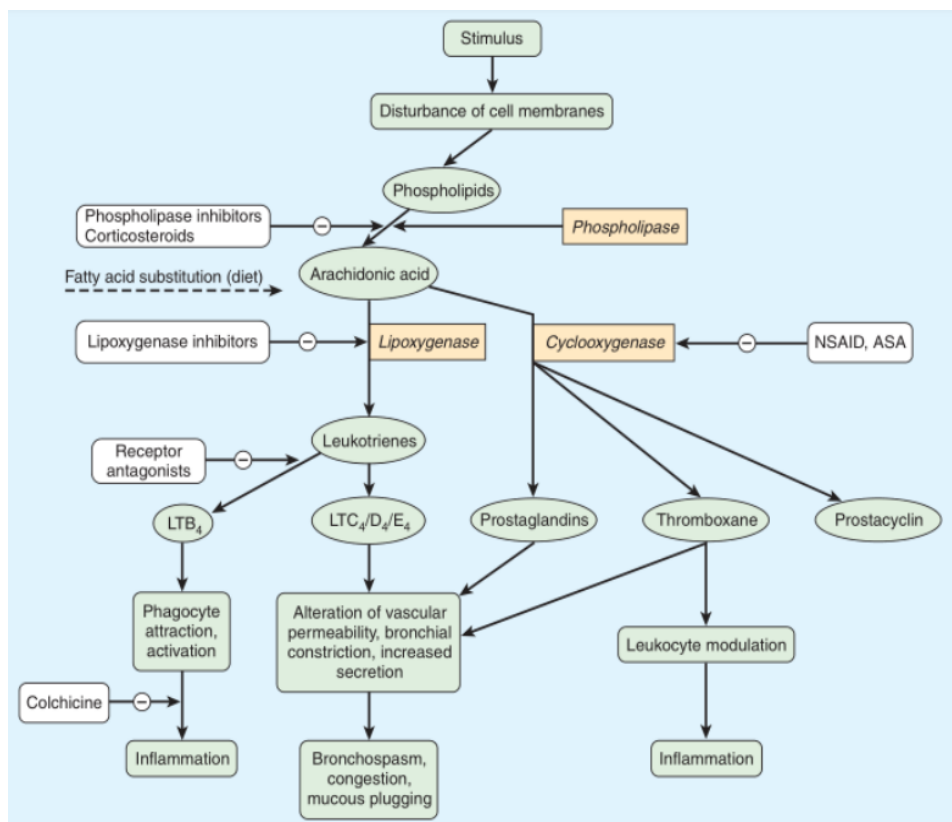 Stimulus
Disturbance of cell membranes
Phospholipids
Phospholipase inhibitors
Corticosteroids
−
Phospholipase
Arachidonic acid
Fatty acid substitution (diet)
Lipoxygenase inhibitors
−
Lipoxygenase
Cyclooxygenase
−
NSAID, ASA
Leukotrienes
Receptor
antagonists
−
LTB₄
LTC₄/D₄/E₄
Prostaglandins
Thromboxane
Prostacyclin
Phagocyte
attraction,
activation
Alteration of vascular
permeability, bronchial
constriction, increased
secretion
Leukocyte modulation
Colchicine
−
Inflammation
Bronchospasm,
congestion,
mucous plugging
Inflammation